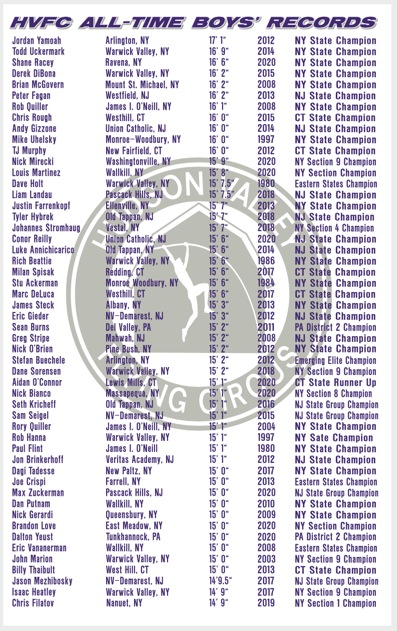 HVFC ALL-TIME BOYS' RECORDS
Jordan Yamoah Arlington, NY 17' 1" 2012 NY State Champion
Todd Uckermark Warwick Valley, NY 16' 9" 2014 NY State Champion
Shane Racey Ravena, NY 16' 6" 2020 NY State Champion
Derek DiBona Warwick Valley, NY 16' 2" 2015 NY State Champion
Brian McGovern Mount St. Michael, NY 16' 2" 2008 NY State Champion
Peter Fagan Westfield, NJ 16' 2" 2013 NJ State Champion
Rob Quiller James I. O'Neill, NY 16' 1" 2008 NY State Champion
Chris Rough Westhill, CT 16' 0" 2015 CT State Champion
Andy Gizzone Union Catholic, NJ 16' 0" 2014 NJ State Champion
Mike Uhelsky Monroe-Woodbury, NY 16' 0" 1997 NY State Champion
TJ Murphy New Fairfield, CT 16' 0" 2012 CT State Champion
Nick Mirecki Washingtonville, NY 15' 9" 2020 NY Section 9 Champion
Louis Martinez Wallkill, NY 15' 8" 2020 NY Section Champion
Dave Holt Warwick Valley, NY 15' 7.5" 1980 Eastern States Champion
Liam Landau Pascack Hills, NJ 15' 7.5" 2018 NJ State Champion
Justin Farrenkopf Ellenville, NY 15' 7" 2013 NY State Champion
Tyler Hybrek Old Tappan, NJ 15' 7" 2018 NJ State Champion
Johannes Stromhaug Vestal, NY 15' 7" 2018 NY Section 4 Champion
Conor Reilly Union Catholic, NJ 15' 6" 2020 NJ State Champion
Luke Annichicarico Old Tappan, NY 15' 6" 2014 NJ State Champion
Rich Beattie Warwick Valley, NY 15' 6" 1986 NY State Champion
Milan Spisak Redding, CT 15' 6" 2017 CT State Champion
Stu Ackerman Monroe Woodbury, NY 15' 6" 1984 NY State Champion
Marc DeLuca Westhill, CT 15' 6" 2017 CT State Champion
James Steck Albany, NY 15' 3" 2013 NY State Champion
Eric Gieder NV-Demarest, NJ 15' 3" 2012 NJ State Champion
Sean Burns Del Valley, PA 15' 2" 2011 PA District 2 Champion
Greg Stripe Mahwah, NJ 15' 2" 2008 NJ State Champion
Nick O'Brien Pine Bush, NY 15' 2" 2012 NY State Champion
Stefan Buechele Arlington, NY 15' 2" 2012 Emerging Elite Champion
Dane Sorensen Warwick Valley, NY 15' 2" 2018 NY Section 9 Champion
Aidan O'Connor Lewis Mills, CT 15' 1" 2020 CT State Runner Up
Nick Bianco Massapequa, NY 15' 1" 2020 NY Section 8 Champion
Seth Kricheff Old Tappan, NJ 15' 1" 2016 NJ State Group Champion
Sam Seigel NV-Demarest, NJ 15' 1" 2015 NJ State Group Champion
Rory Quiller James I. O'Neill, NY 15' 1" 2004 NY State Champion
Rob Hanna Warwick Valley, NY 15' 1" 1997 NY Sate Champion
Paul Flint James I. O'Neill 15' 1" 1980 NY State Champion
Jon Brinkerhoff Veritas Academy, NJ 15' 1" 2012 NJ State Champion
Dagi Tadesse New Paltz, NY 15' 0" 2017 NY State Champion
Joe Crispi Farrell, NY 15' 0" 2013 Eastern States Champion
Max Zuckerman Pascack Hills, NJ 15' 0" 2020 NJ State Group Champion
Dan Putnam Wallkill, NY 15' 0" 2010 NY State Champion
Nick Gerardi Queensbury, NY 15' 0" 2009 NY State Champion
Brandon Love East Meadow, NY 15' 0" 2020 NY Section Champion
Dalton Yeust Tunkhannock, PA 15' 0" 2020 PA District 2 Champion
Eric Vananerman Wallkill, NY 15' 0" 2008 Eastern States Champion
John Marion Warwick Valley, NY 15' 0" 2003 NY Section 9 Champion
Billy Thaibult West Hill, CT 15' 0" 2013 CT State Champion
Jason Mezhibosky NV-Demarest, NJ 14'9.5" 2017 NJ State Group Champion
Isaac Heatley Warwick Valley, NY 14' 9" 2017 NY Section 9 Champion
Chris Filatov Nanuet, NY 14' 9" 2019 NY Section 1 Champion